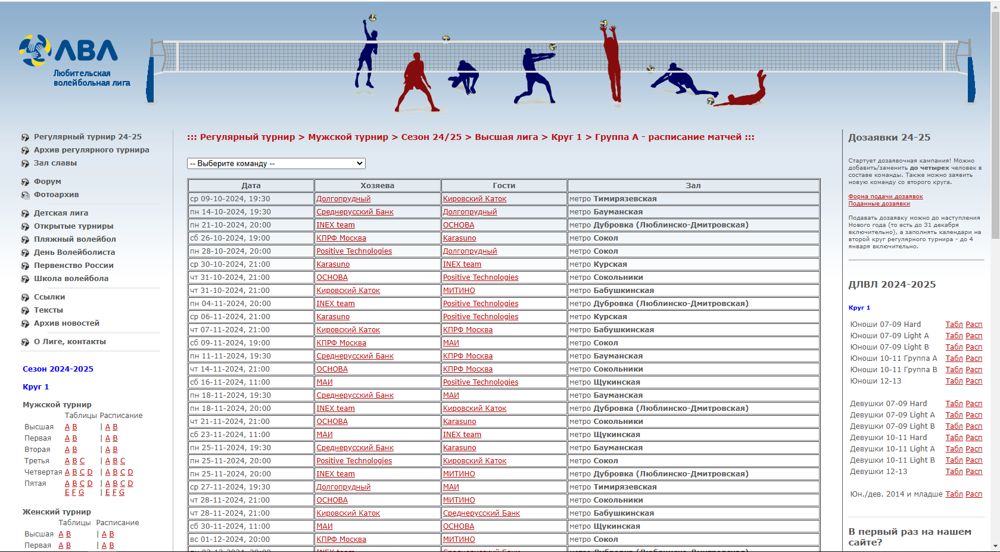 ЛВЛ
Любительская
волейбольная лига
Регулярный турнир 24-25
Архив регулярного турнира
Зал славы
Форум
Фотоархив
Детская лига
Открытые турниры
Пляжный волейбол
День Волейболиста
Первенство России
Школа волейбола
Ссылки
Тексты
Архив новостей
О Лиге, контакты
Сезон 2024-2025
Круг 1
Мужской турнир
Таблицы Расписание
Высшая A B | A B
Первая A B | A B
Вторая A B | A B
Третья A B C | A B C
Четвертая A B C D | A B C D
Пятая A B C D | A B C D
E F G | E F G
Женский турнир
Таблицы Расписание
Высшая A B | A B
Первая A B | A B
::: Регулярный турнир > Мужской турнир > Сезон 24/25 > Высшая лига > Круг 1 > Группа A - расписание матчей :::
-- Выберите команду --
Дата Хозяева Гости Зал
ср 09-10-2024, 19:30 Долгопрудный Кировский Каток метро Тимирязевская
пн 14-10-2024, 19:30 Среднерусский Банк Долгопрудный метро Бауманская
пн 21-10-2024, 20:00 INEX team ОСНОВА метро Дубровка (Люблинско-Дмитровская)
сб 26-10-2024, 19:00 КПРФ Москва Karasuno метро Сокол
пн 28-10-2024, 20:00 Positive Technologies Долгопрудный метро Сокол
ср 30-10-2024, 21:00 Karasuno INEX team метро Курская
чт 31-10-2024, 21:00 ОСНОВА Positive Technologies метро Сокольники
чт 31-10-2024, 21:00 Кировский Каток МИТИНО метро Бабушкинская
пн 04-11-2024, 20:00 INEX team Positive Technologies метро Дубровка (Люблинско-Дмитровская)
ср 06-11-2024, 21:00 Karasuno Positive Technologies метро Курская
чт 07-11-2024, 21:00 Кировский Каток КПРФ Москва метро Бабушкинская
сб 09-11-2024, 19:00 КПРФ Москва МАИ метро Сокол
пн 11-11-2024, 19:30 Среднерусский Банк КПРФ Москва метро Бауманская
чт 14-11-2024, 21:00 ОСНОВА КПРФ Москва метро Сокольники
сб 16-11-2024, 11:00 МАИ Positive Technologies метро Щукинская
пн 18-11-2024, 19:30 Среднерусский Банк МАИ метро Бауманская
пн 18-11-2024, 20:00 INEX team Кировский Каток метро Дубровка (Люблинско-Дмитровская)
чт 21-11-2024, 21:00 ОСНОВА Karasuno метро Сокольники
сб 23-11-2024, 11:00 МАИ INEX team метро Щукинская
пн 25-11-2024, 19:30 Среднерусский Банк Karasuno метро Бауманская
пн 25-11-2024, 20:00 Positive Technologies Кировский Каток метро Сокол
пн 25-11-2024, 20:00 INEX team МИТИНО метро Дубровка (Люблинско-Дмитровская)
ср 27-11-2024, 19:30 Долгопрудный МАИ метро Тимирязевская
чт 28-11-2024, 21:00 ОСНОВА МИТИНО метро Сокольники
чт 28-11-2024, 21:00 Кировский Каток Среднерусский Банк метро Бабушкинская
сб 30-11-2024, 11:00 МАИ ОСНОВА метро Щукинская
вс 01-12-2024, 20:00 КПРФ Москва МИТИНО метро Сокол
Дозаявки 24-25
Стартует дозаявочная кампания! Можно
добавить/заменить до четырех человек в
составе команды. Также можно заявить
новую команду со второго круга.
Форма подачи дозаявок
Поданные дозаявки
Подавать дозаявку можно до наступления
Нового года (то есть до 31 декабря
включительно), а заполнять календари на
второй круг регулярного турнира - до 4
января включительно.
ДЛВЛ 2024-2025
Круг 1
Юноши 07-09 Hard Табл Расп
Юноши 07-09 Light A Табл Расп
Юноши 07-09 Light B Табл Расп
Юноши 10-11 Группа A Табл Расп
Юноши 10-11 Группа B Табл Расп
Юноши 12-13 Табл Расп
Девушки 07-09 Hard Табл Расп
Девушки 07-09 Light A Табл Расп
Девушки 07-09 Light B Табл Расп
Девушки 10-11 Hard Табл Расп
Девушки 10-11 Light A Табл Расп
Девушки 10-11 Light B Табл Расп
Девушки 12-13 Табл Расп
Юн./дев. 2014 и младше Табл Расп
В первый раз на нашем
сайте?